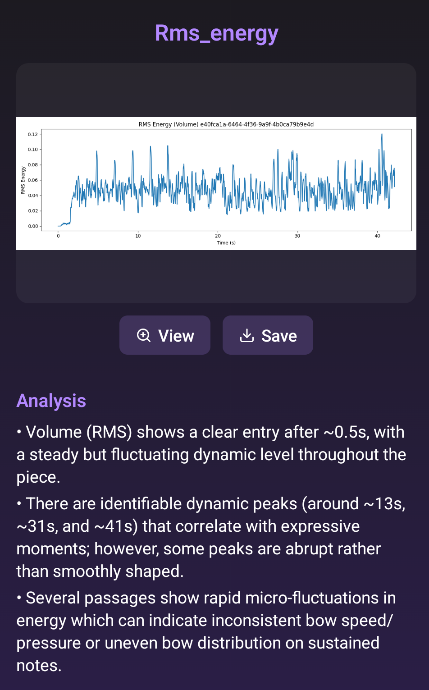 Rms_energy
RMS Energy (Volume) e40fca1a-6464-4f36-9a9f-4b0ca79b9e4d
0.12
0.10
0.08
0.06
0.04
0.02
0.00
RMS Energy
0
10
20
30
40
Time (s)
View
Save
Analysis
• Volume (RMS) shows a clear entry after ~0.5s, with
a steady but fluctuating dynamic level throughout the
piece.
• There are identifiable dynamic peaks (around ~13s,
~31s, and ~41s) that correlate with expressive
moments; however, some peaks are abrupt rather
than smoothly shaped.
• Several passages show rapid micro-fluctuations in
energy which can indicate inconsistent bow speed/
pressure or uneven bow distribution on sustained
notes.